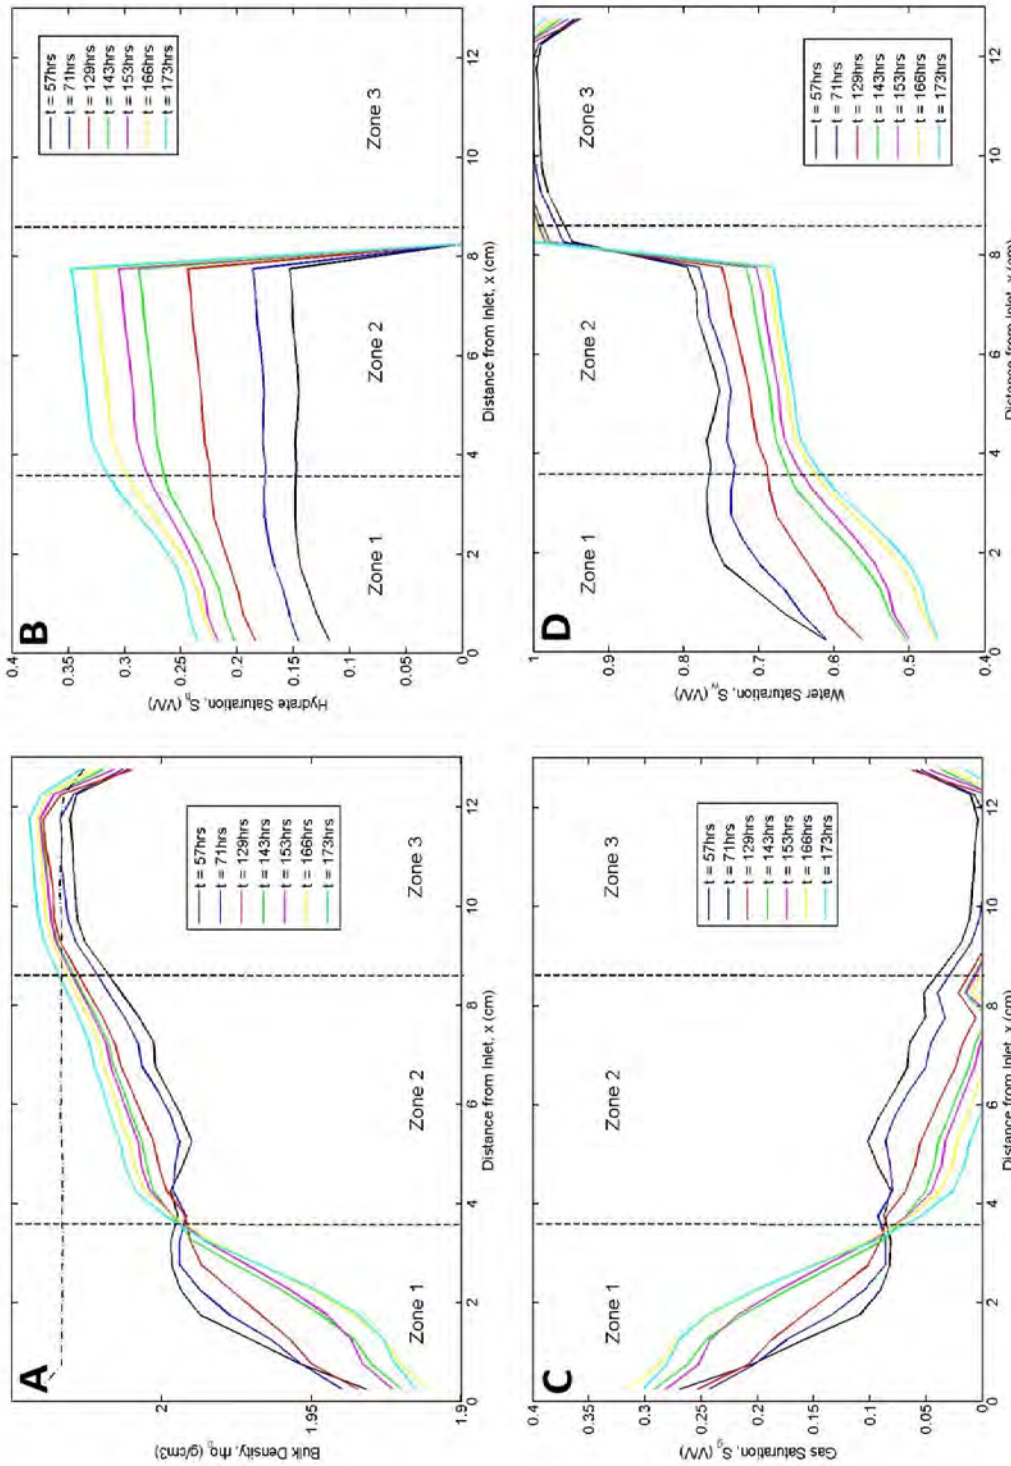 A
2
1.95
1.9
Bulk Density, rho_b (g/cm3)
0
2
4
6
8
10
12
Distance from Inlet, x (cm)
Zone 1
Zone 2
Zone 3
t = 57hrs
t = 71hrs
t = 129hrs
t = 143hrs
t = 153hrs
t = 166hrs
t = 173hrs
B
0.4
0.35
0.3
0.25
0.2
0.15
0.1
0.05
0
Hydrate Saturation, S_h (V/V)
0
2
4
6
8
10
12
Distance from Inlet, x (cm)
Zone 1
Zone 2
Zone 3
t = 57hrs
t = 71hrs
t = 129hrs
t = 143hrs
t = 153hrs
t = 166hrs
t = 173hrs
C
0.4
0.35
0.3
0.25
0.2
0.15
0.1
0.05
0
Gas Saturation, S_g (V/V)
0
2
4
6
8
10
12
Distance from Inlet, x (cm)
Zone 1
Zone 2
Zone 3
t = 57hrs
t = 71hrs
t = 129hrs
t = 143hrs
t = 153hrs
t = 166hrs
t = 173hrs
D
1
0.9
0.8
0.7
0.6
0.5
0.4
Water Saturation, S_w (V/V)
0
2
4
6
8
10
12
Distance from Inlet, x (cm)
Zone 1
Zone 2
Zone 3
t = 57hrs
t = 71hrs
t = 129hrs
t = 143hrs
t = 153hrs
t = 166hrs
t = 173hrs